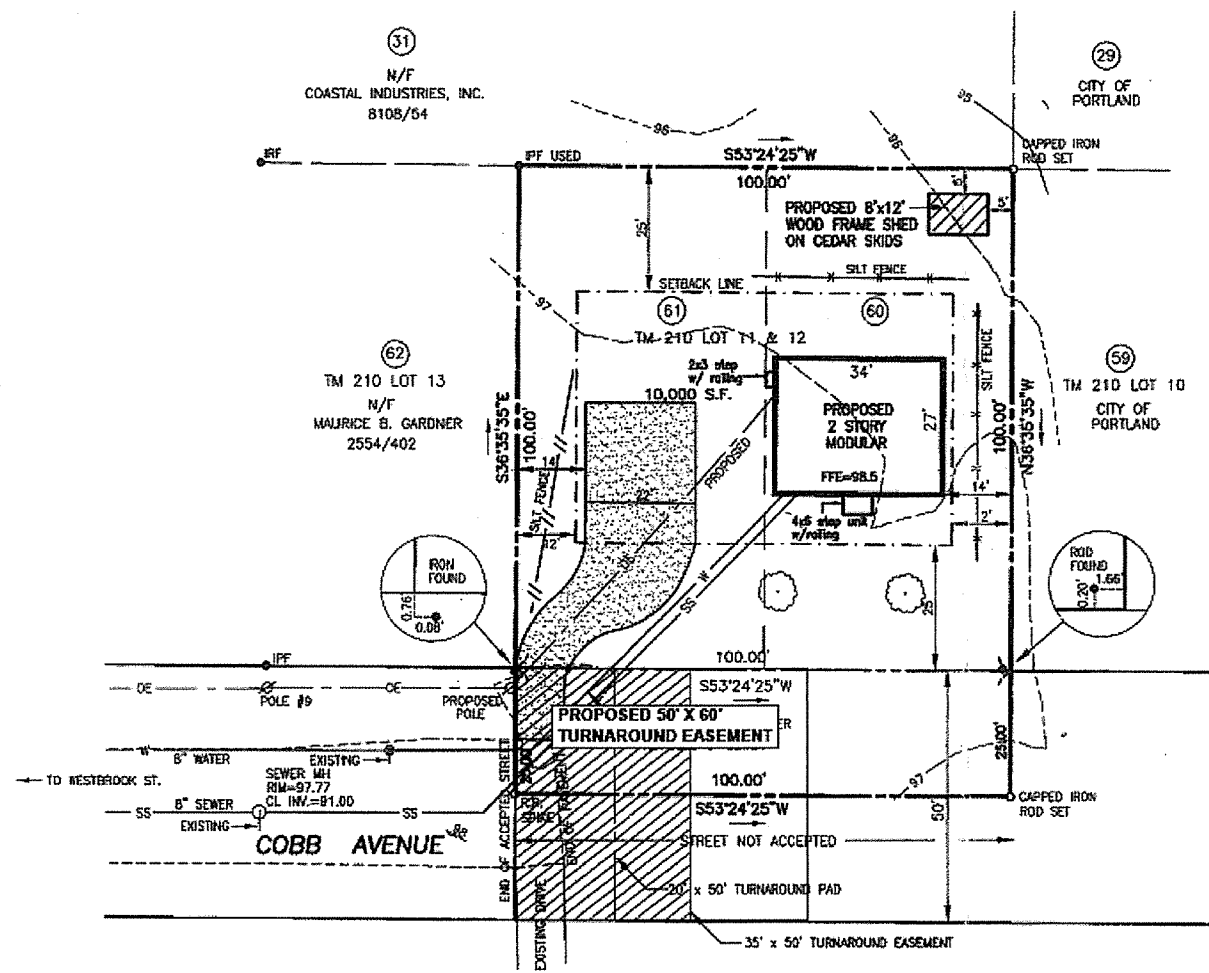 31
N/F
COASTAL INDUSTRIES, INC.
8108/54
29
CITY OF
PORTLAND
95
96
96
IRF
IPF USED
S53°24'25"W
100.00'
CAPPED IRON
ROD SET
PROPOSED 8'x12'
WOOD FRAME SHED
ON CEDAR SKIDS
5'
25'
SILT FENCE
SETBACK LINE
97
61
60
TM 210 LOT 11 & 12
62
TM 210 LOT 13
N/F
MAURICE B. GARDNER
2554/402
59
TM 210 LOT 10
CITY OF
PORTLAND
2x3 step
w/ railing
34'
10,000 S.F.
PROPOSED
2 STORY
MODULAR
27'
FFE=98.5
SILT FENCE
S36°35'35"E
100.00'
N36°35'35"W
100.00'
PROPOSED
14'
SILT FENCE
12'
OE
4x5 step unit
w/railing
14'
SS
W
25'
IRON
FOUND
0.76'
0.08'
ROD
FOUND
0.20'
1.66'
IPF
100.00'
S53°24'25"W
OE
OE
POLE #9
PROPOSED
POLE
PROPOSED 50' X 60'
TURNAROUND EASEMENT
25.00'
W
8" WATER
EXISTING
TO WESTBROOK ST.
SEWER MH
RIM=97.77
CL INV.=91.00
SS
8" SEWER
SS
EXISTING
COBB AVENUE
END OF ACCEPTED STREET
END OF PAVEMENT
100.00'
S53°24'25"W
97
50'
CAPPED IRON
ROD SET
STREET NOT ACCEPTED
20' x 50' TURNAROUND PAD
EXISTING DRIVE
35' x 50' TURNAROUND EASEMENT